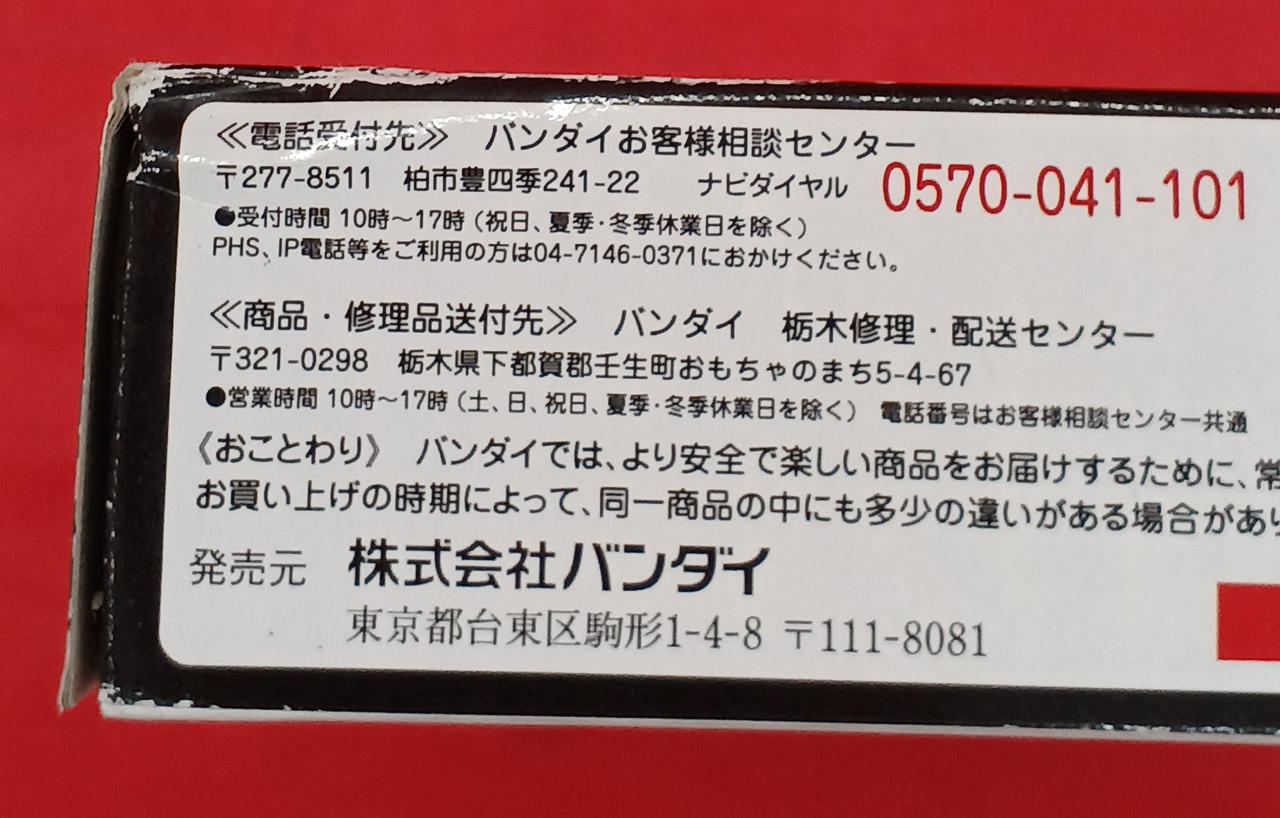 ≪電話受付先≫ バンダイお客様相談センター
〒277-8511 柏市豊四季241-22 ナビダイヤル 0570-041-101
●受付時間 10時～17時（祝日、夏季・冬季休業日を除く）
PHS、IP電話等をご利用の方は04-7146-0371におかけください。
≪商品・修理品送付先≫ バンダイ 栃木修理・配送センター
〒321-0298 栃木県下都賀郡壬生町おもちゃのまち5-4-67
●営業時間 10時～17時（土、日、祝日、夏季・冬季休業日を除く） 電話番号はお客様相談センター共通
《おことわり》 バンダイでは、より安全で楽しい商品をお届けするために、常
お買い上げの時期によって、同一商品の中にも多少の違いがある場合があり
発売元 株式会社バンダイ
東京都台東区駒形1-4-8 〒111-8081